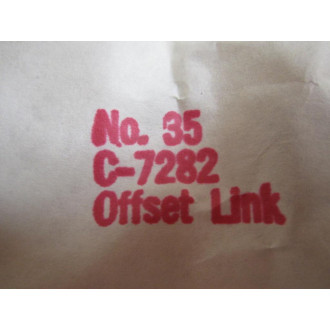 No. 35
C-7282
Offset Link